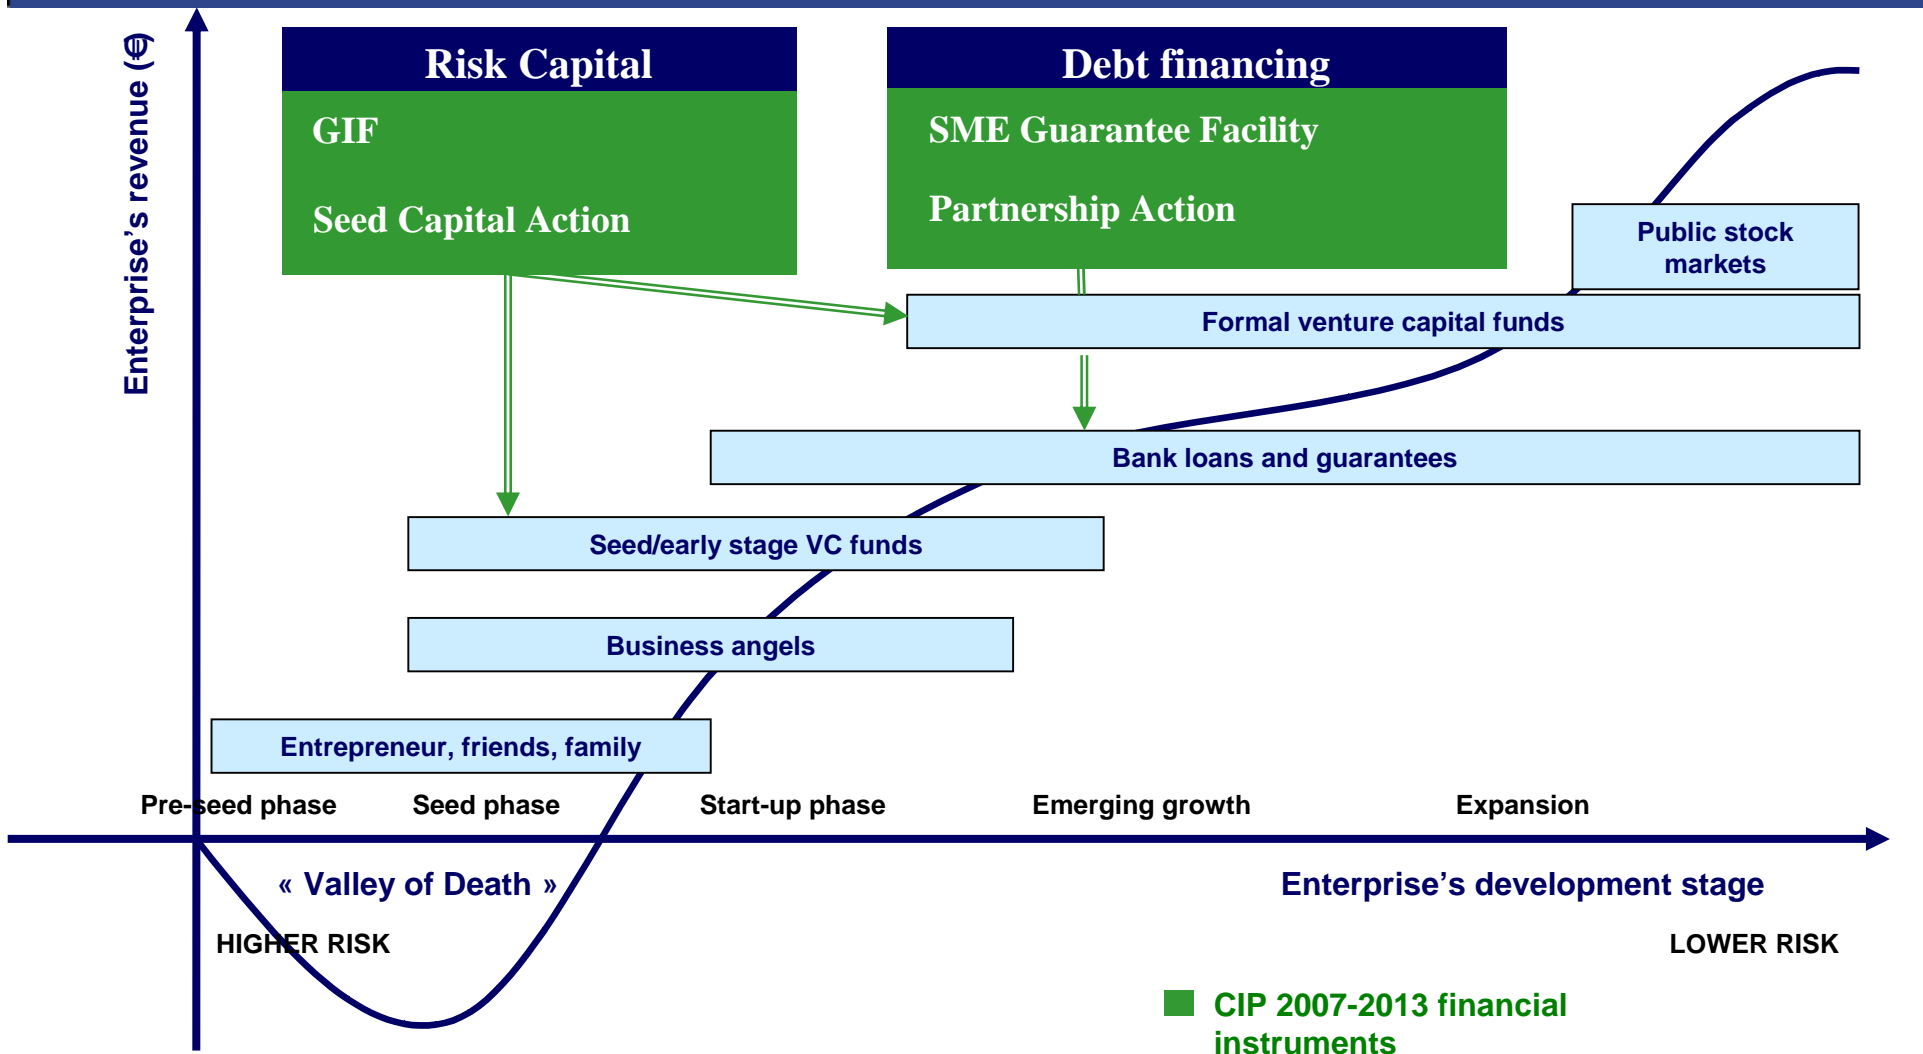 Enterprise's revenue (€)
Risk Capital
GIF
Seed Capital Action
Debt financing
SME Guarantee Facility
Partnership Action
Public stock
markets
Formal venture capital funds
Bank loans and guarantees
Seed/early stage VC funds
Business angels
Entrepreneur, friends, family
Pre-seed phase
Seed phase
Start-up phase
Emerging growth
Expansion
« Valley of Death »
Enterprise's development stage
HIGHER RISK
LOWER RISK
CIP 2007-2013 financial
instruments